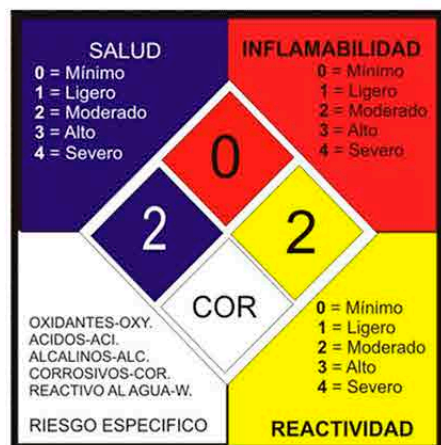 SALUD
0 = Mínimo
1 = Ligero
2 = Moderado
3 = Alto
4 = Severo
INFLAMABILIDAD
0 = Mínimo
1 = Ligero
2 = Moderado
3 = Alto
4 = Severo
0
2
2
COR
OXIDANTES-OXY.
ACIDOS-ACI.
ALCALINOS-ALC.
CORROSIVOS-COR.
REACTIVO AL AGUA-W.
RIESGO ESPECIFICO
0 = Mínimo
1 = Ligero
2 = Moderado
3 = Alto
4 = Severo
REACTIVIDAD